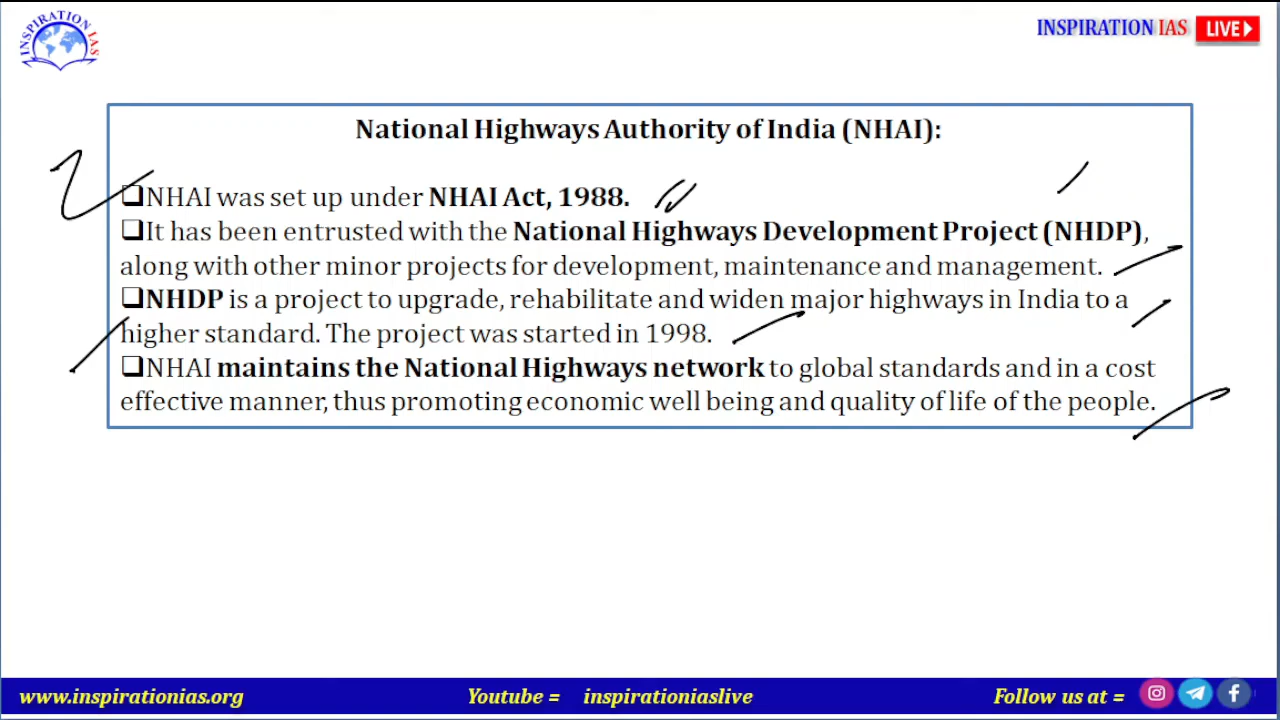 INSPIRATION IAS
INSPIRATION IAS LIVE
National Highways Authority of India (NHAI):
❑NHAI was set up under NHAI Act, 1988.
❑It has been entrusted with the National Highways Development Project (NHDP),
along with other minor projects for development, maintenance and management.
❑NHDP is a project to upgrade, rehabilitate and widen major highways in India to a
higher standard. The project was started in 1998.
❑NHAI maintains the National Highways network to global standards and in a cost
effective manner, thus promoting economic well being and quality of life of the people.
www.inspirationias.org Youtube = inspirationiaslive Follow us at =